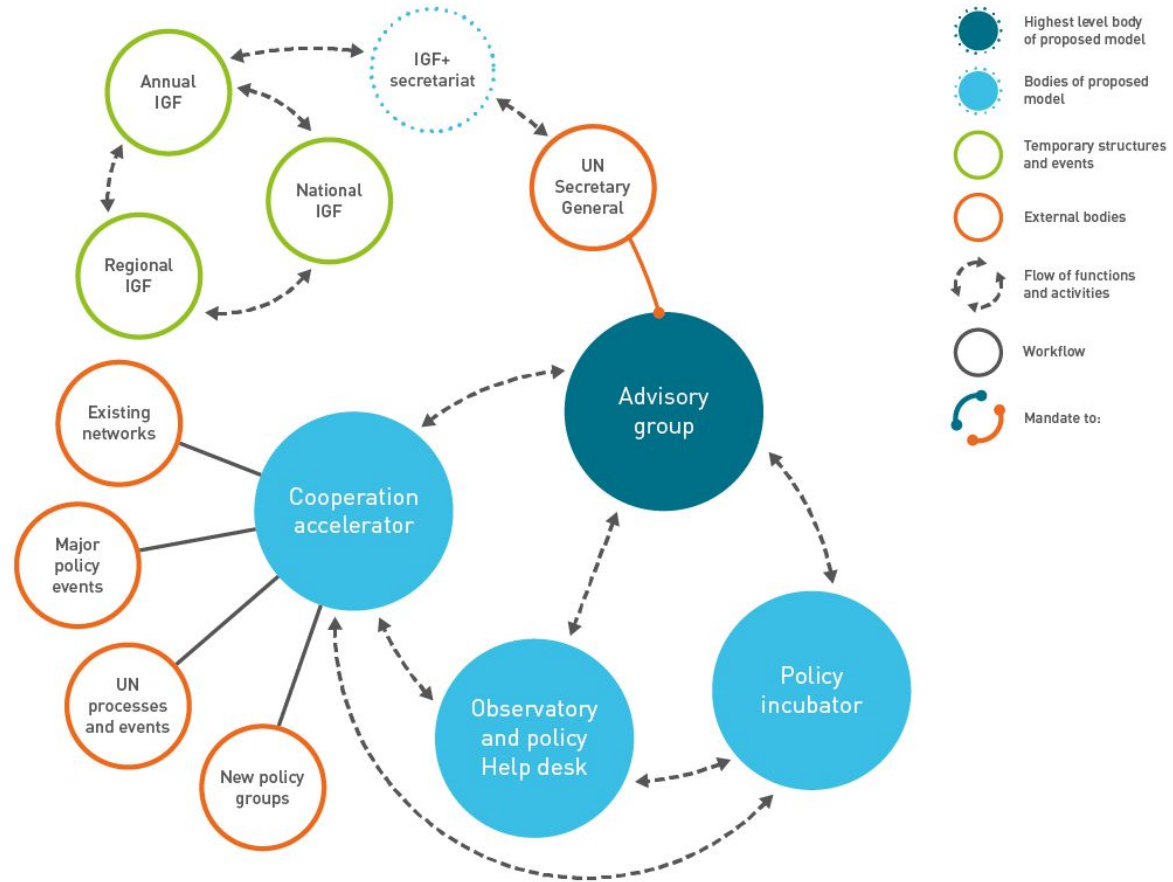 Annual
IGF
IGF+
secretariat
UN
Secretary
General
National
IGF
Regional
IGF
Existing
networks
Advisory
group
Cooperation
accelerator
Major
policy
events
UN
processes
and events
New policy
groups
Observatory
and policy
Help desk
Policy
incubator
Highest level body
of proposed model
Bodies of proposed
model
Temporary structures
and events
External bodies
Flow of functions
and activities
Workflow
Mandate to: